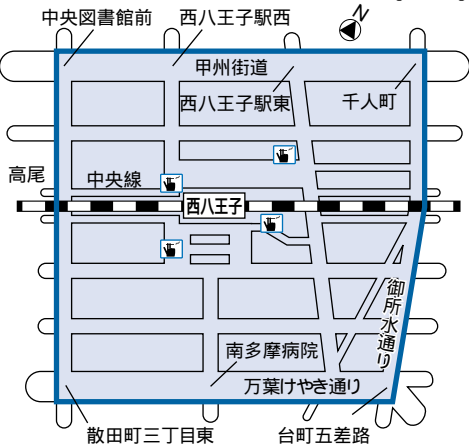 中央図書館前
西八王子駅西
N
甲州街道
西八王子駅東
千人町
高尾
中央線
西八王子
御所水通り
南多摩病院
万葉けやき通り
散田町三丁目東
台町五差路